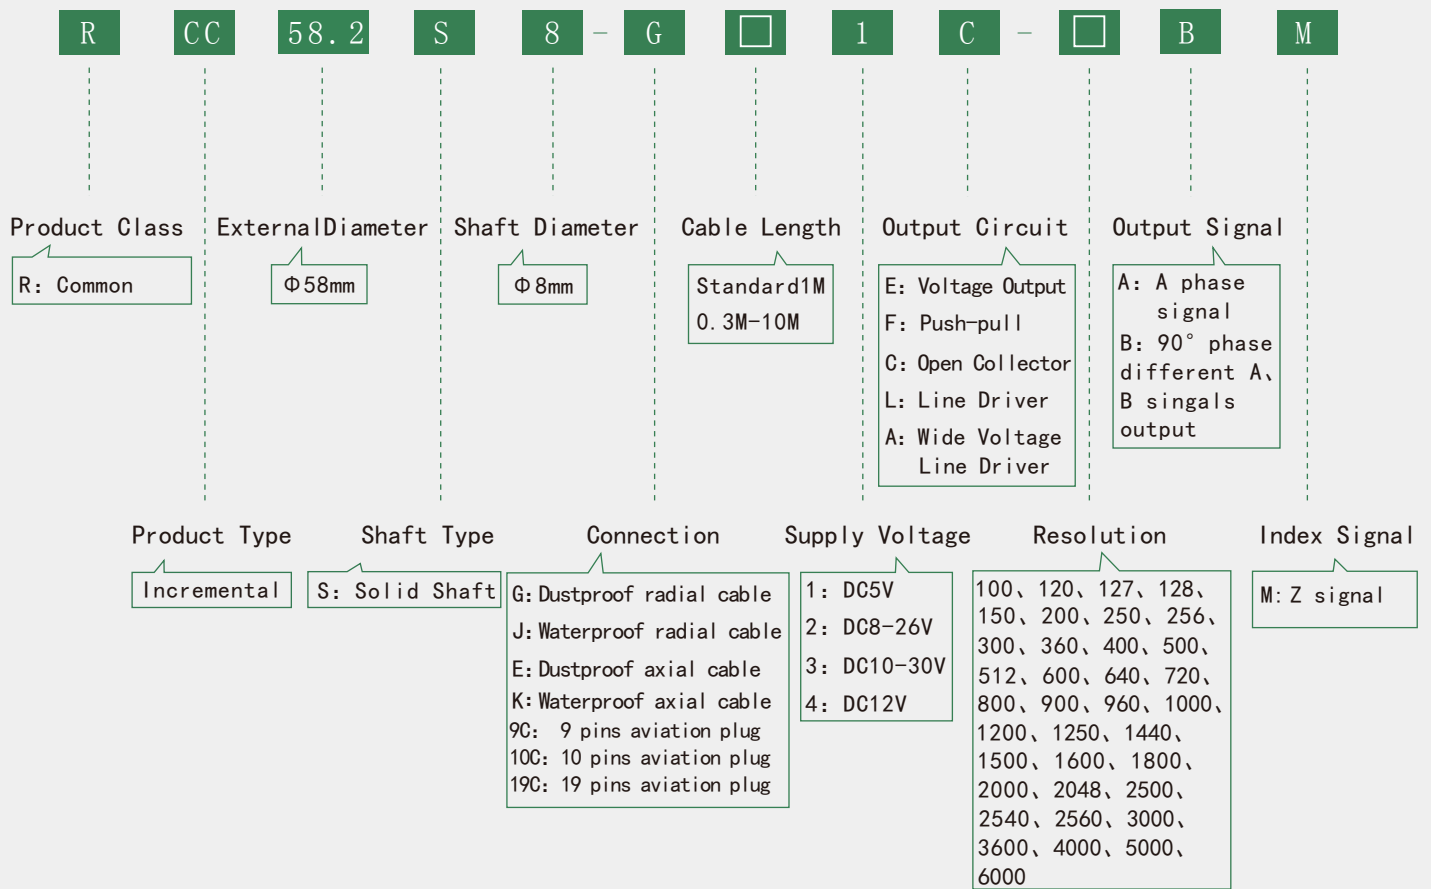 R CC 58.2 S 8 - G □ 1 C - □ B M
Product Class
R: Common
ExternalDiameter
Φ58mm
Shaft Diameter
Φ8mm
Cable Length
Standard1M
0.3M-10M
Output Circuit
E: Voltage Output
F: Push-pull
C: Open Collector
L: Line Driver
A: Wide Voltage
Line Driver
Output Signal
A: A phase
signal
B: 90° phase
different A、
B singals
output
Product Type
Incremental
Shaft Type
S: Solid Shaft
Connection
G: Dustproof radial cable
J: Waterproof radial cable
E: Dustproof axial cable
K: Waterproof axial cable
9C: 9 pins aviation plug
10C: 10 pins aviation plug
19C: 19 pins aviation plug
Supply Voltage
1: DC5V
2: DC8-26V
3: DC10-30V
4: DC12V
Resolution
100、120、127、128、
150、200、250、256、
300、360、400、500、
512、600、640、720、
800、900、960、1000、
1200、1250、1440、
1500、1600、1800、
2000、2048、2500、
2540、2560、3000、
3600、4000、5000、
6000
Index Signal
M: Z signal